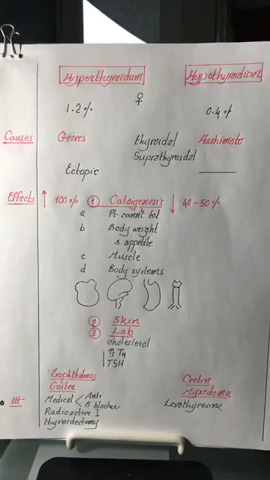 Hyperthyroidism Hypothyroidism
1.2% ♀ 0.4%
Causes Graves thyroidal Hashimoto
Suprathyroidal
Ectopic
Effects ↑ 100% ① Calorigenesis ↓ 40-50%
a Pt cannot tol
b Body weight
& appetite
c Muscle
d Body systems
② Skin
③ Lab
cholesterol
T3 T4
TSH
Exophthalmos Cretin
Goitre Myxedema
ttt Medical Anti Levothyroxine
B blocker
Radioactive I
thyroidectomy